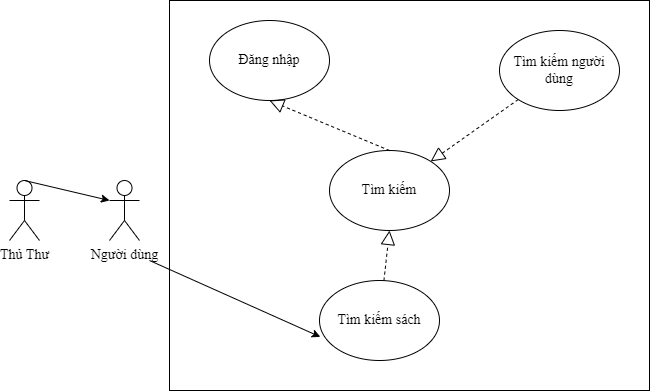 Đăng nhập
Tìm kiếm người
dùng
Tìm kiếm
Thủ Thư
Người dùng
Tìm kiếm sách